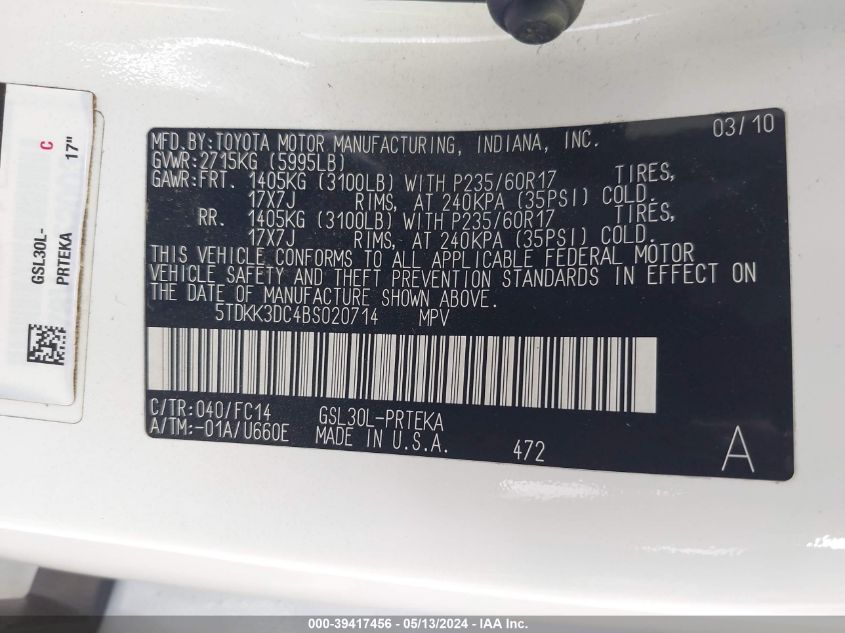 MFD.BY:TOYOTA MOTOR MANUFACTURING, INDIANA, INC. 03/10
GVWR:2715KG (5995LB)
GAWR:FRT. 1405KG (3100LB) WITH P235/60R17 TIRES,
17X7J RIMS, AT 240KPA (35PSI) COLD.
RR. 1405KG (3100LB) WITH P235/60R17 TIRES,
17X7J RIMS, AT 240KPA (35PSI) COLD.
THIS VEHICLE CONFORMS TO ALL APPLICABLE FEDERAL MOTOR
VEHICLE SAFETY AND THEFT PREVENTION STANDARDS IN EFFECT ON
THE DATE OF MANUFACTURE SHOWN ABOVE.
5TDKK3DC4BS020714 MPV
C/TR:040/FC14 GSL30L-PRTEKA
A/TM:-01A/U660E MADE IN U.S.A. 472 A
GSL30L-
PRTEKA
C
17"
000-39417456 - 05/13/2024 - IAA Inc.